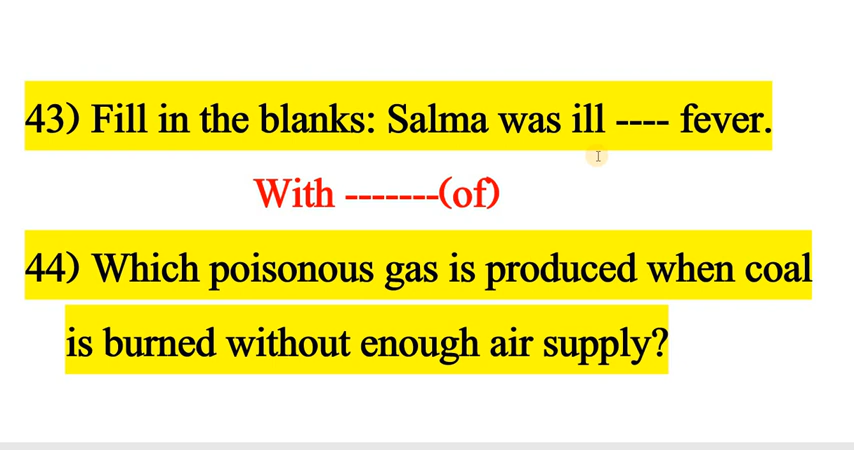 43) Fill in the blanks: Salma was ill ---- fever.
With -------(of)
44) Which poisonous gas is produced when coal
is burned without enough air supply?